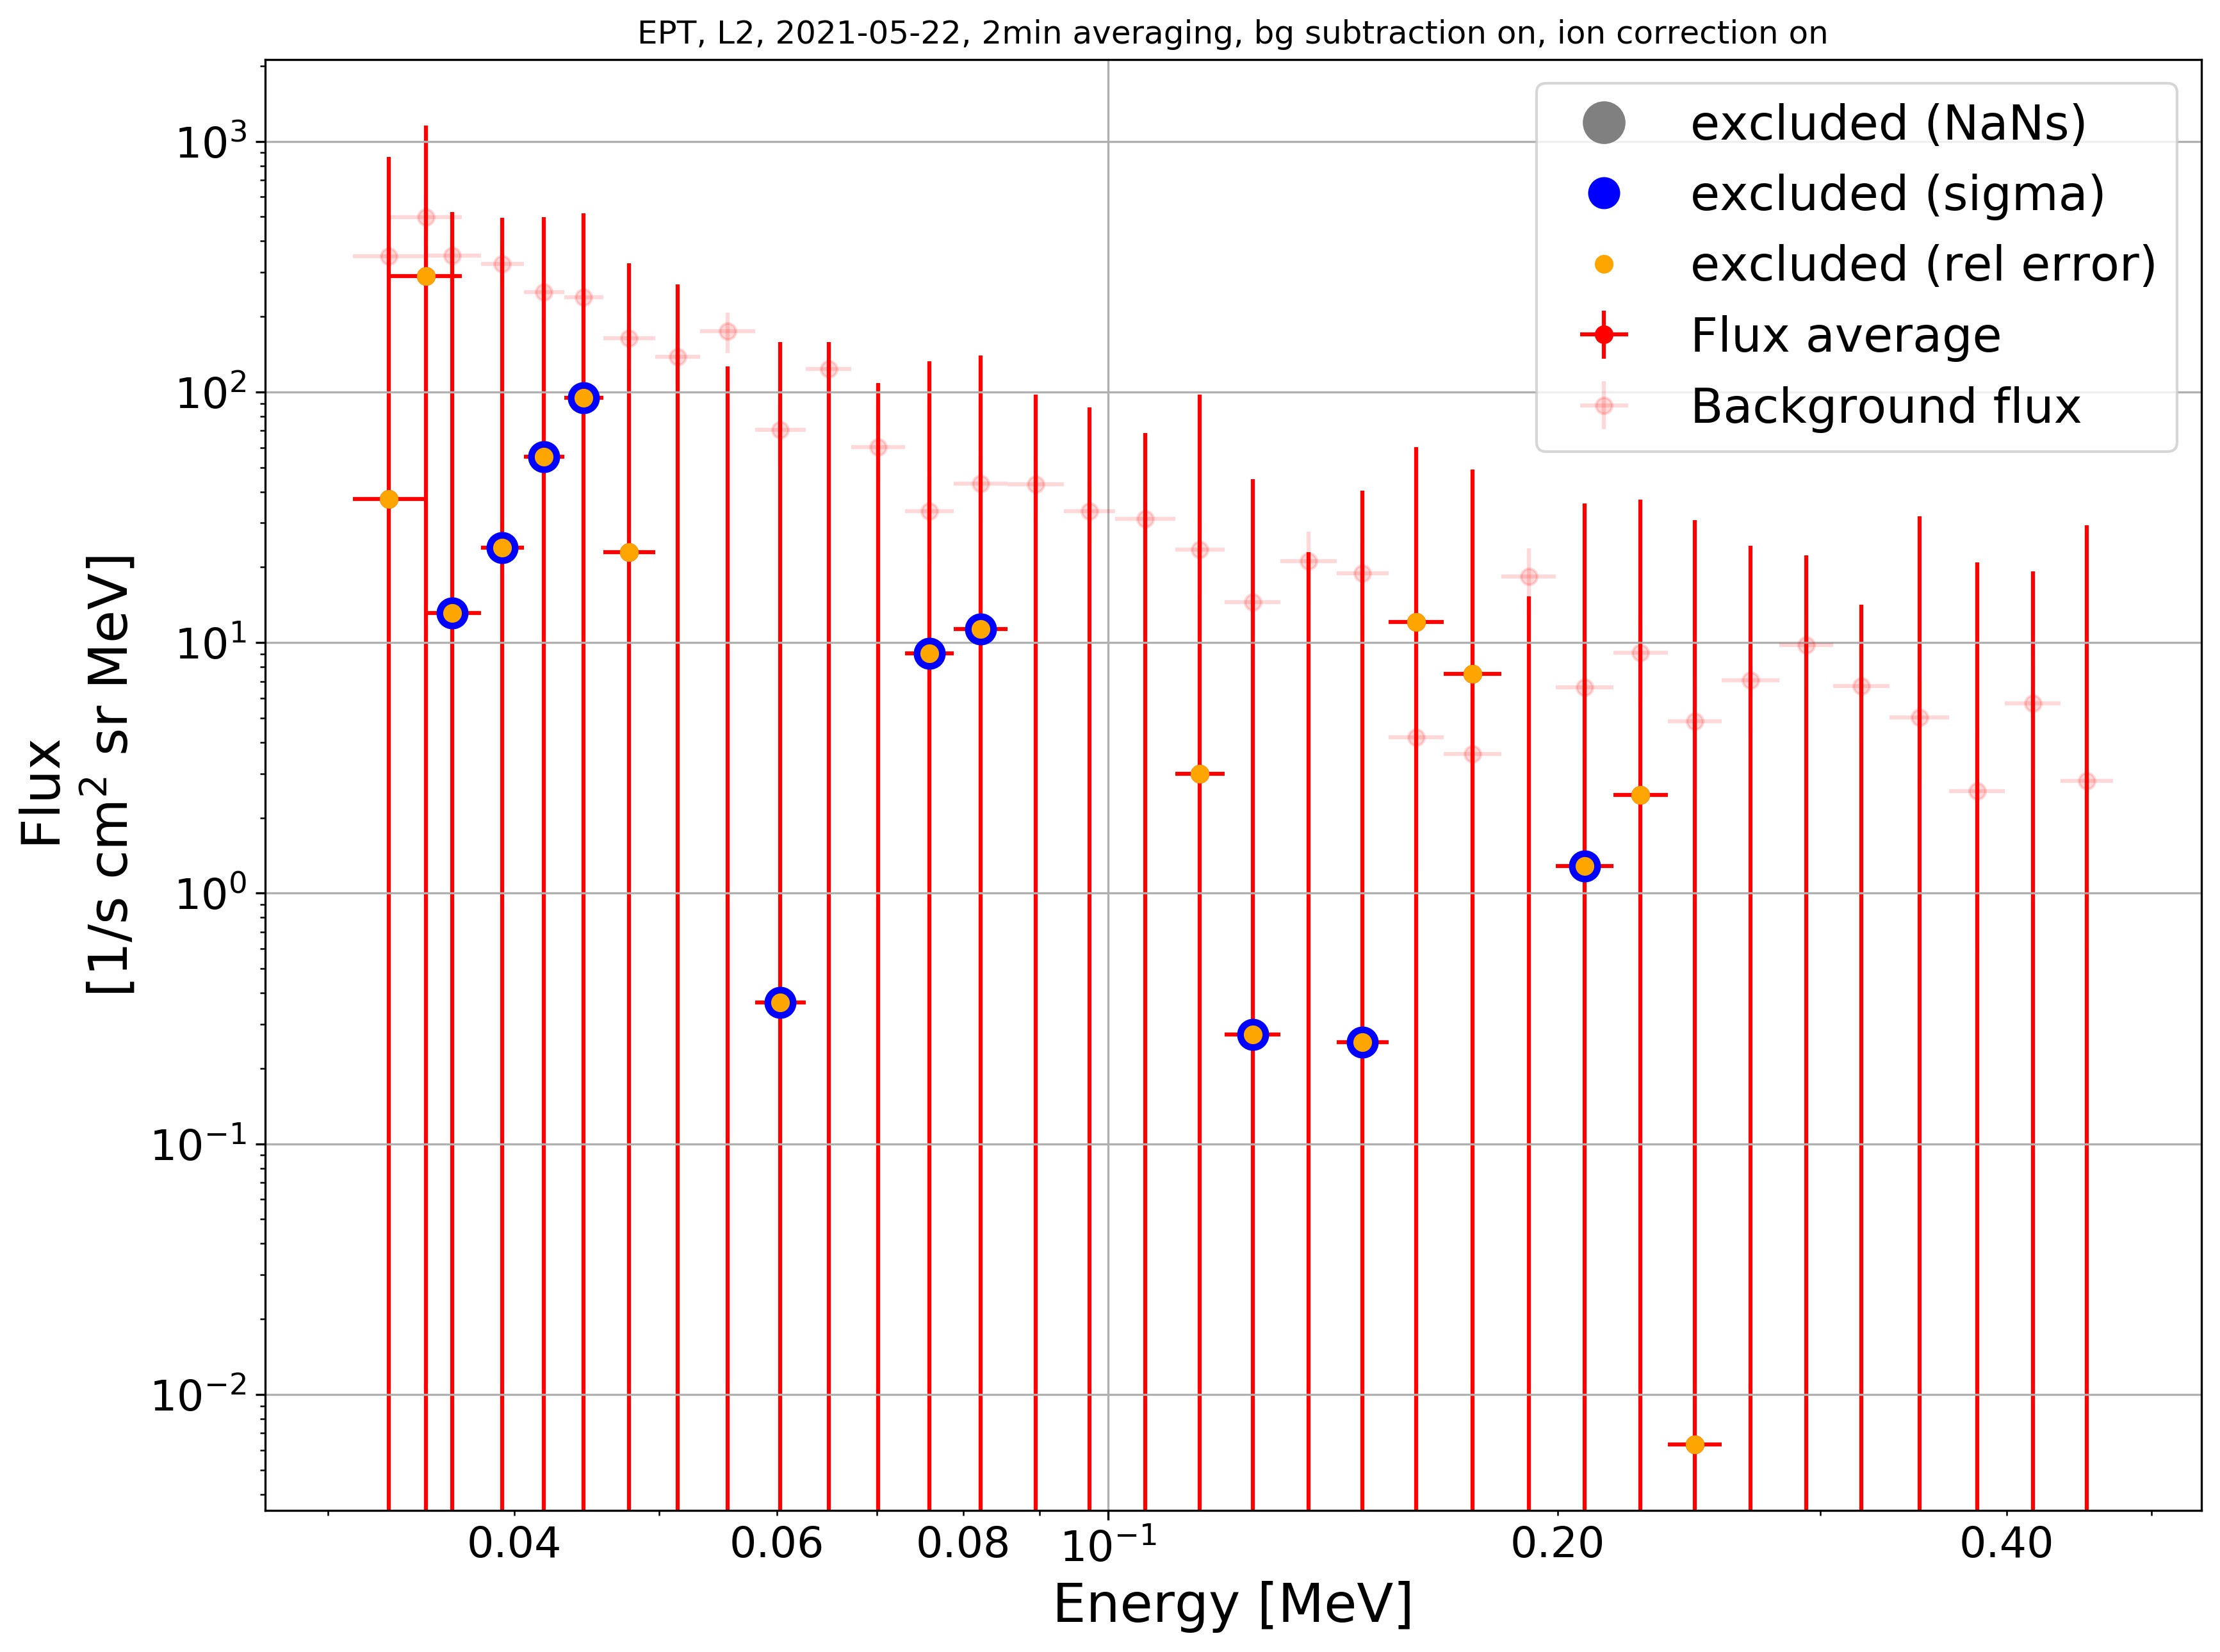 EPT, L2, 2021-05-22, 2min averaging, bg subtraction on, ion correction on
excluded (NaNs)
excluded (sigma)
excluded (rel error)
Flux average
Background flux
10³
10²
10¹
10⁰
10⁻¹
10⁻²
Flux
[1/s cm² sr MeV]
0.04 0.06 0.08 10⁻¹ 0.20 0.40
Energy [MeV]